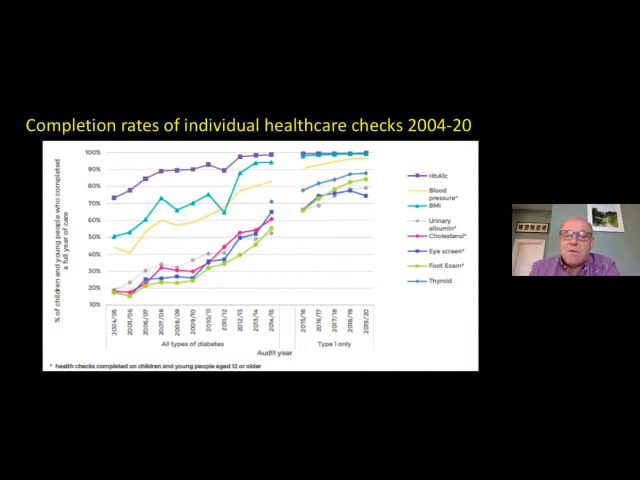 Completion rates of individual healthcare checks 2004-20
% of children and young people who completed
a full year of care
100%
90%
80%
70%
60%
50%
40%
30%
20%
10%
2004/05
2005/06
2006/07
2007/08
2008/09
2009/10
2010/11
2011/12
2012/13
2013/14
2014/15
2015/16
2016/17
2017/18
2018/19
2019/20
All types of diabetes
Type 1 only
Audit year
HbA1c
Blood
pressure*
BMI
Urinary
albumin*
Cholesterol*
Eye screen*
Foot Exam*
Thyroid
* health checks completed on children and young people aged 12 or older